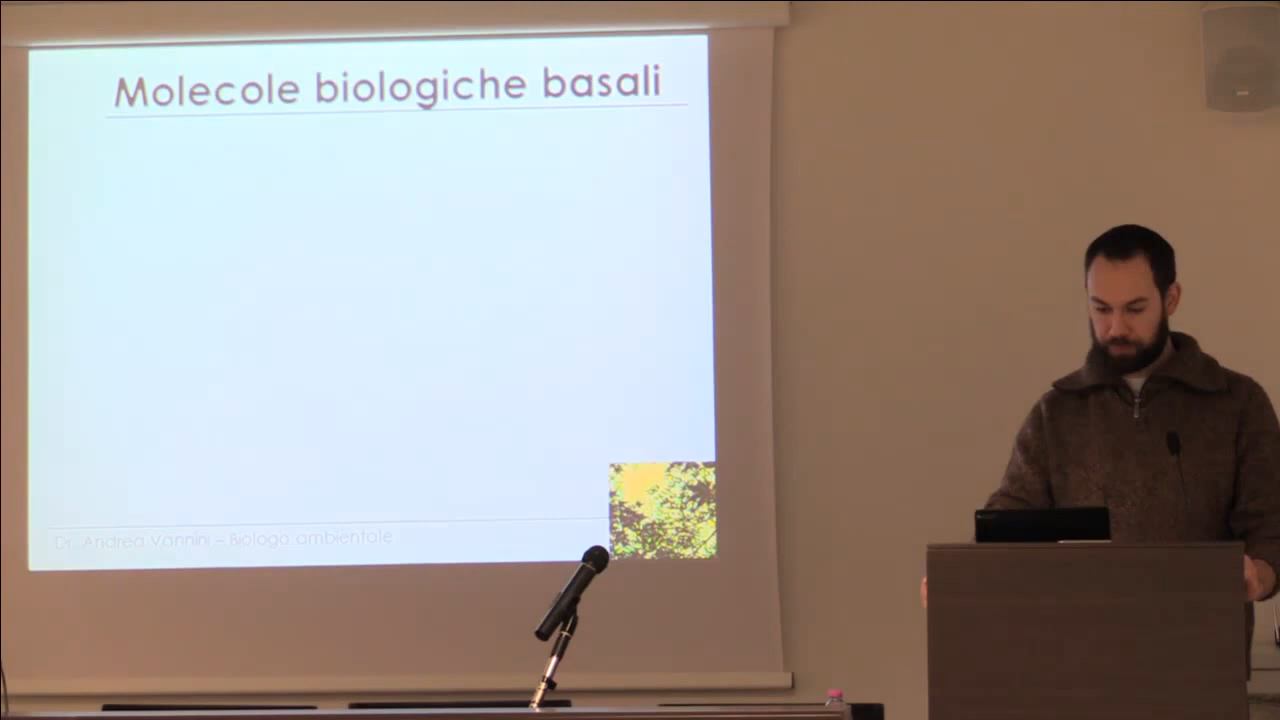 Molecole biologiche basali
Dr. Andrea Vannini – Biologo ambientale